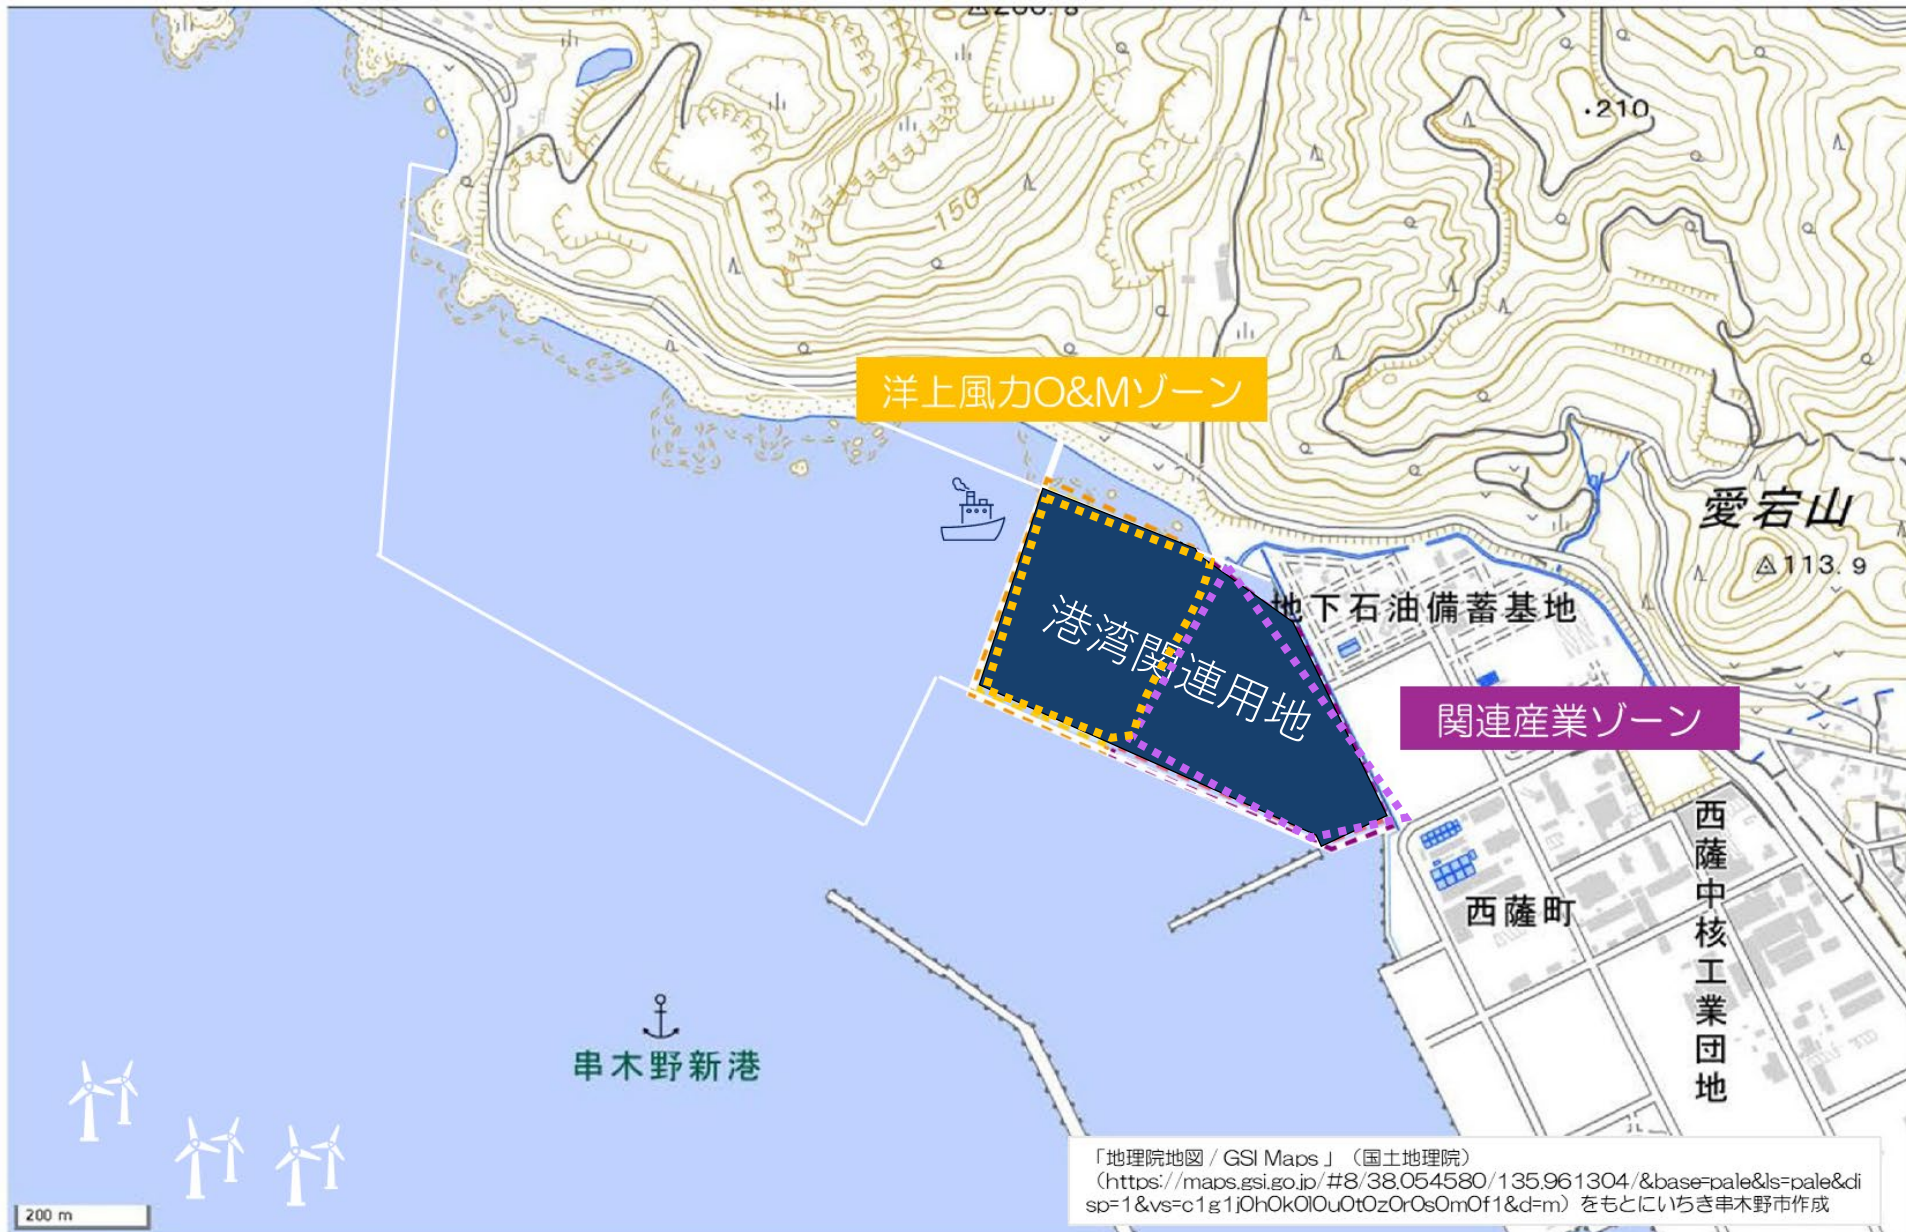 ・210
150
洋上風力O&Mゾーン
愛宕山
113.9
地下石油備蓄基地
港湾関連用地
関連産業ゾーン
西薩町
西薩中核工業団地
串木野新港
「地理院地図 / GSI Maps 」（国土地理院）
（https://maps.gsi.go.jp/#8/38.054580/135.961304/&base=pale&ls=pale&di
sp=1&vs=c1g1j0h0k0l0u0t0z0r0s0m0f1&d=m）をもとにいちき串木野市作成
200 m